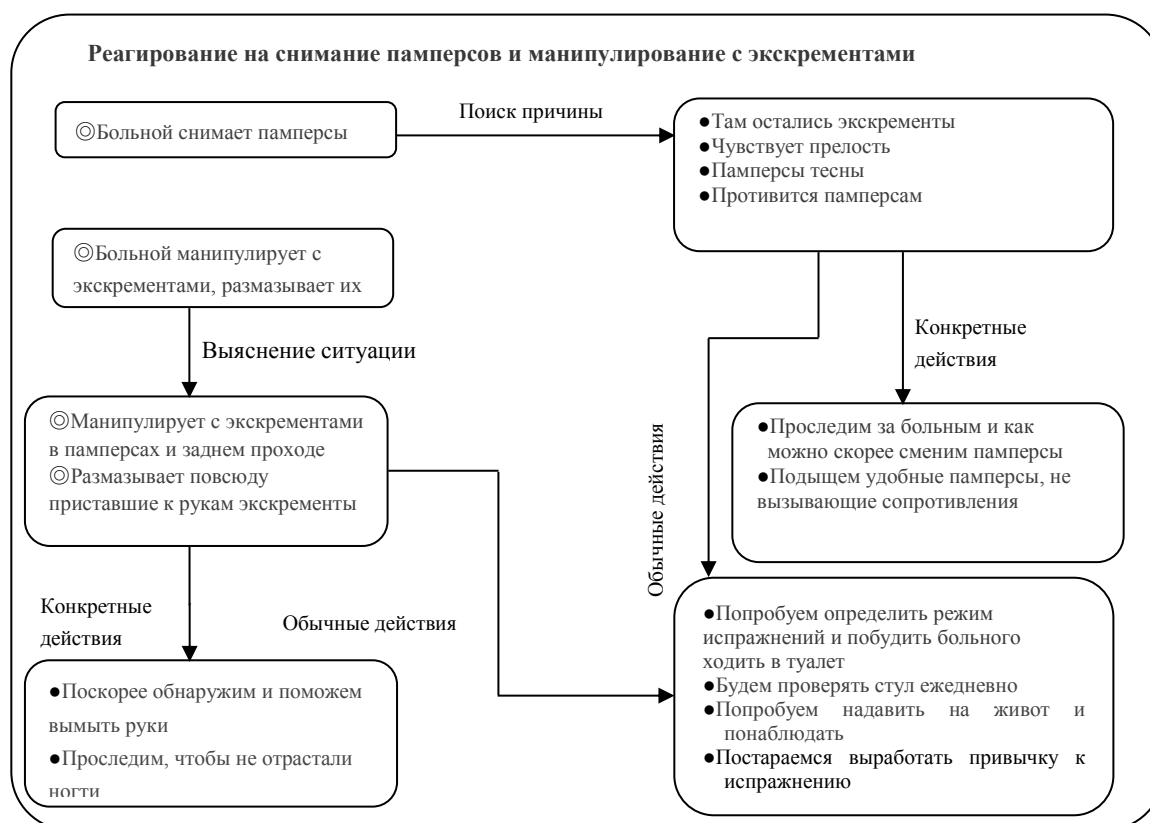 Реагирование на снимание памперсов и манипулирование с экскрементами
◎Больной снимает памперсы
Поиск причины
●Там остались экскременты
●Чувствует прелость
●Памперсы тесны
●Противится памперсам
◎Больной манипулирует с
экскрементами, размазывает их
Выяснение ситуации
Конкретные
действия
◎Манипулирует с экскрементами
в памперсах и заднем проходе
◎Размазывает повсюду
приставшие к рукам экскременты
Обычные действия
●Проследим за больным и как
можно скорее сменим памперсы
●Подыщем удобные памперсы, не
вызывающие сопротивления
Конкретные
действия
Обычные действия
●Поскорее обнаружим и поможем
вымыть руки
●Проследим, чтобы не отрастали
ногти
●Попробуем определить режим
испражнений и побудить больного
ходить в туалет
●Будем проверять стул ежедневно
●Попробуем надавить на живот и
понаблюдать
●Постараемся выработать привычку к
испражнению